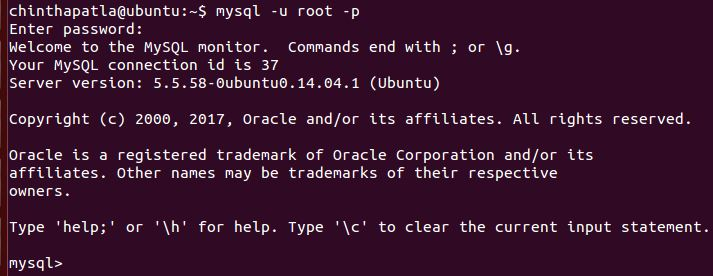 chinthapatla@ubuntu:~$ mysql -u root -p
Enter password:
Welcome to the MySQL monitor.  Commands end with ; or \g.
Your MySQL connection id is 37
Server version: 5.5.58-0ubuntu0.14.04.1 (Ubuntu)
Copyright (c) 2000, 2017, Oracle and/or its affiliates. All rights reserved.
Oracle is a registered trademark of Oracle Corporation and/or its
affiliates. Other names may be trademarks of their respective
owners.
Type 'help;' or '\h' for help. Type '\c' to clear the current input statement.
mysql>